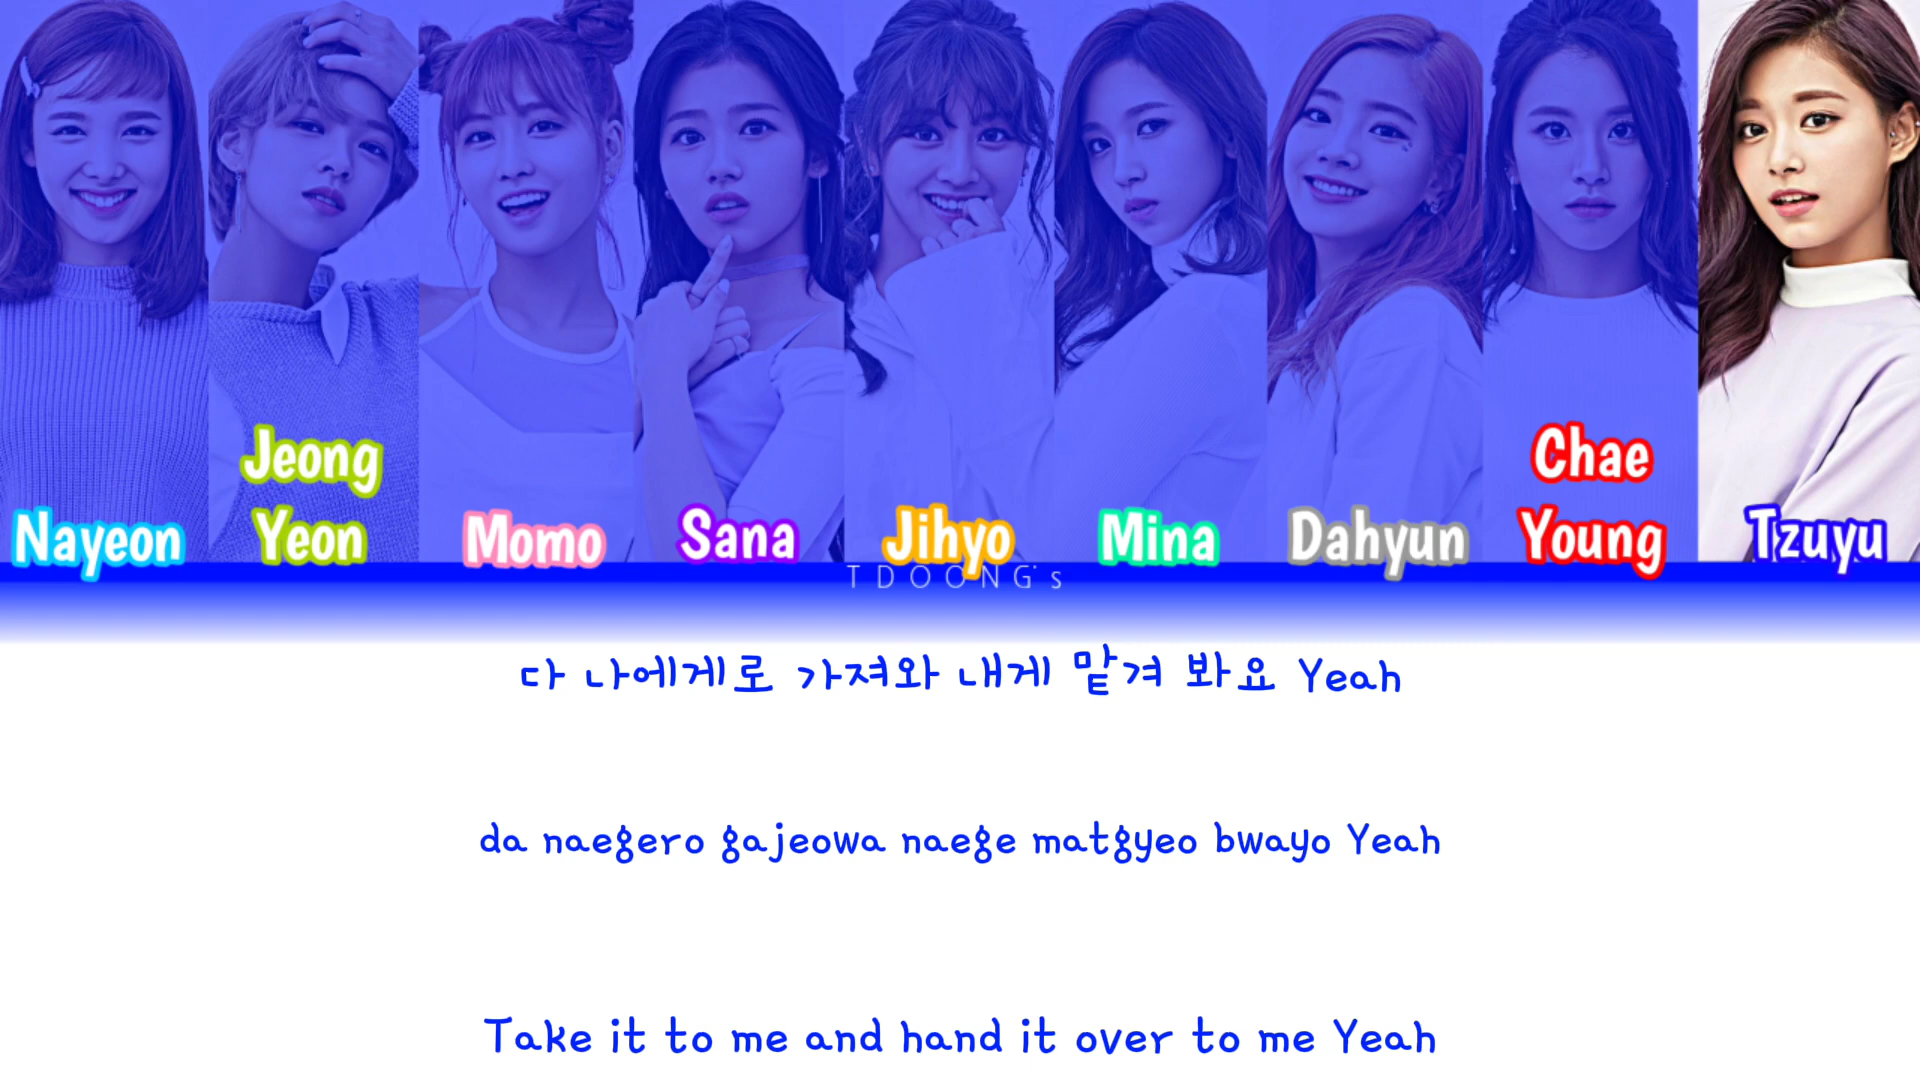 Nayeon
Jeong
Yeon
Momo
Sana
Jihyo
Mina
Dahyun
Chae
Young
Tzuyu
TDOONG's
다 나에게로 가져와 내게 맡겨 봐요 Yeah
da naegero gajeowa naege matgyeo bwayo Yeah
Take it to me and hand it over to me Yeah